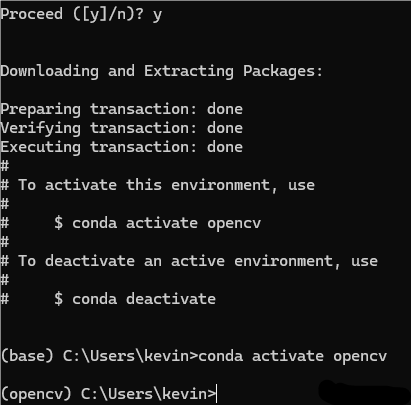 Proceed ([y]/n)? y
Downloading and Extracting Packages:
Preparing transaction: done
Verifying transaction: done
Executing transaction: done
#
# To activate this environment, use
#
#     $ conda activate opencv
#
# To deactivate an active environment, use
#
#     $ conda deactivate
(base) C:\Users\kevin>conda activate opencv
(opencv) C:\Users\kevin>